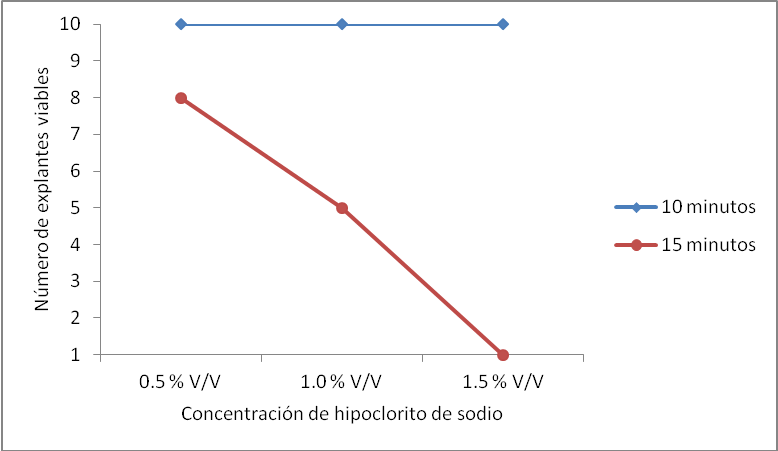 Número de explantes viables
10
9
8
7
6
5
4
3
2
1
0.5 % V/V
1.0 % V/V
1.5 % V/V
Concentración de hipoclorito de sodio
10 minutos
15 minutos